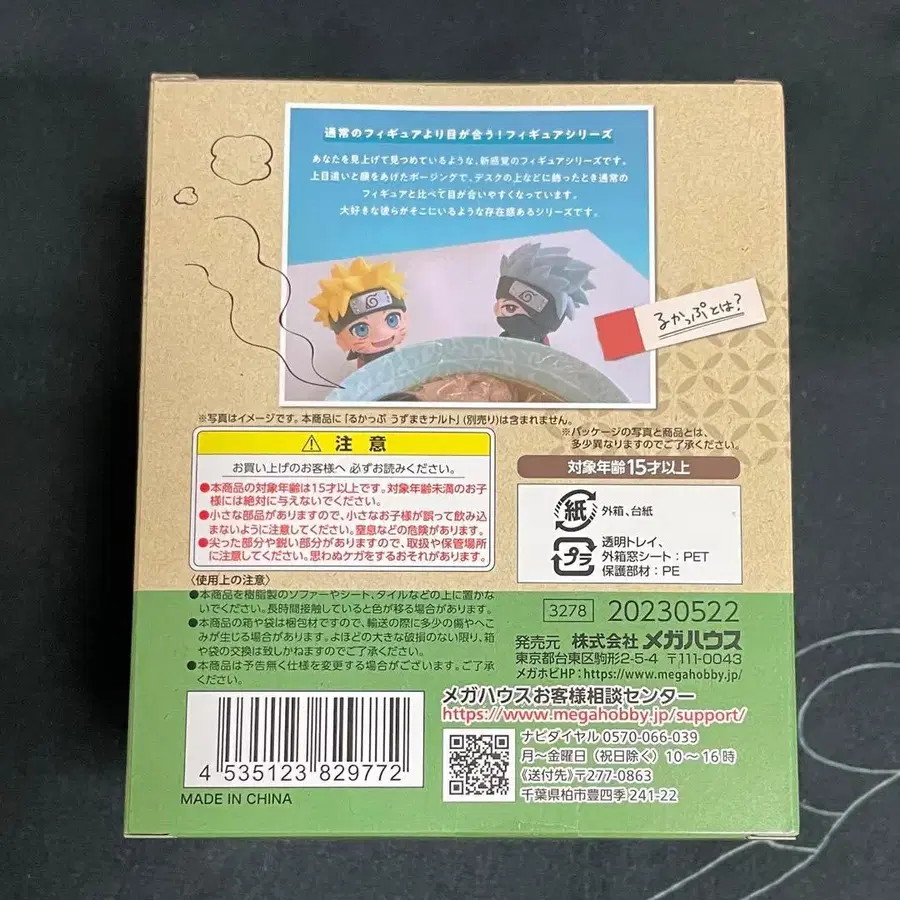 通常のフィギュアより目が合う!フィギュアシリーズ
あなたを見上げて見つめているような、新感覚のフィギュアシリーズです。
上目遣いと顔をあげたポージングで、デスクの上などに飾ったとき通常の
フィギュアと比べて目が合いやすくなっています。
大好きな彼らがそこにいるような存在感あるシリーズです。
るかっぷとは?
※写真はイメージです。本商品に「るかっぷ うずまきナルト」(別売り)は含まれません。
※パッケージの写真と商品とは、
多少異なりますのでご了承ください。
⚠ 注意
お買い上げのお客様へ 必ずお読みください。
●本商品の対象年齢は15才以上です。対象年齢未満のお子
様には絶対に与えないでください。
●小さな部品がありますので、小さなお子様が誤って飲み込
まないように注意してください。窒息などの危険があります。
●尖った部分や鋭い部分がありますので、取扱や保管場所
に注意してください。思わぬケガをするおそれがあります。
対象年齢15才以上
紙 外箱、台紙
プラ 透明トレイ、
外箱窓シート:PET
保護部材:PE
〈使用上の注意〉
●本商品を樹脂製のソファーやシート、タイルなどの上に置かな
いでください。長時間接触していると色が移る場合があります。
●本商品の箱や袋は梱包材ですので、輸送の際に多少の傷やへこ
みが生じる場合があります。よほどの大きな破損のない限り、箱
や袋の交換は致しかねますのでご了承ください。
●本商品は予告無く仕様を変更する場合がございます。ご了承
ください。
3278 20230522
発売元 株式会社 メガハウス
東京都台東区駒形2-5-4 〒111-0043
メガホビHP:https://www.megahobby.jp/
メガハウスお客様相談センター
https://www.megahobby.jp/support/
ナビダイヤル 0570-066-039
月~金曜日(祝日除く)10~16時
《送付先》〒277-0863
千葉県柏市豊四季 241-22
4 535123 829772
MADE IN CHINA